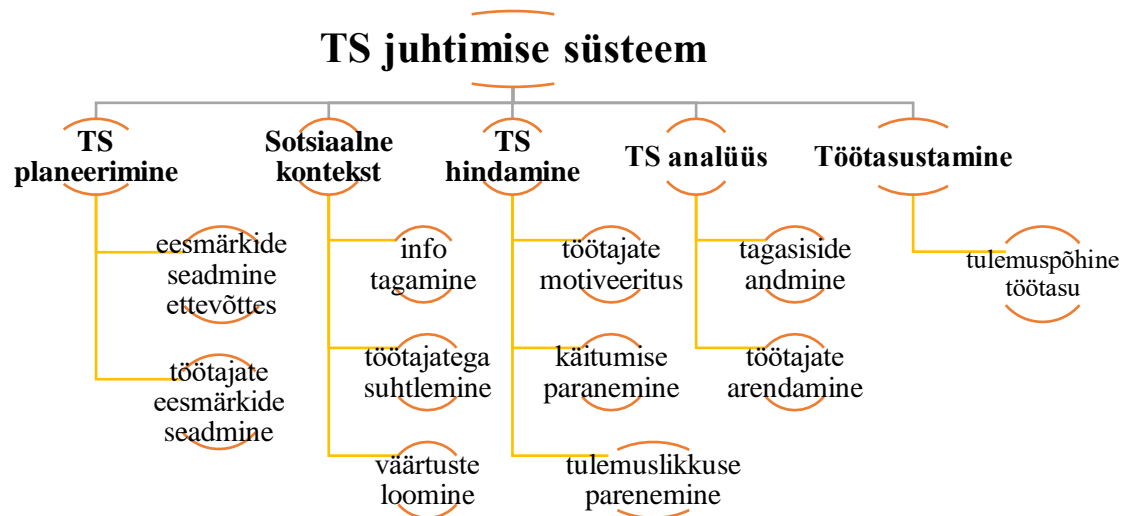 TS juhtimise süsteem
TS
planeerimine
eesmärkide
seadmine
ettevõttes
töötajate
eesmärkide
seadmine
Sotsiaalne
kontekst
info
tagamine
töötajatega
suhtlemine
väärtuste
loomine
TS
hindamine
töötajate
motiveeritus
käitumise
paranemine
tulemuslikkuse
parenemine
TS analüüs
tagasiside
andmine
töötajate
arendamine
Töötasustamine
tulemuspõhine
töötasu